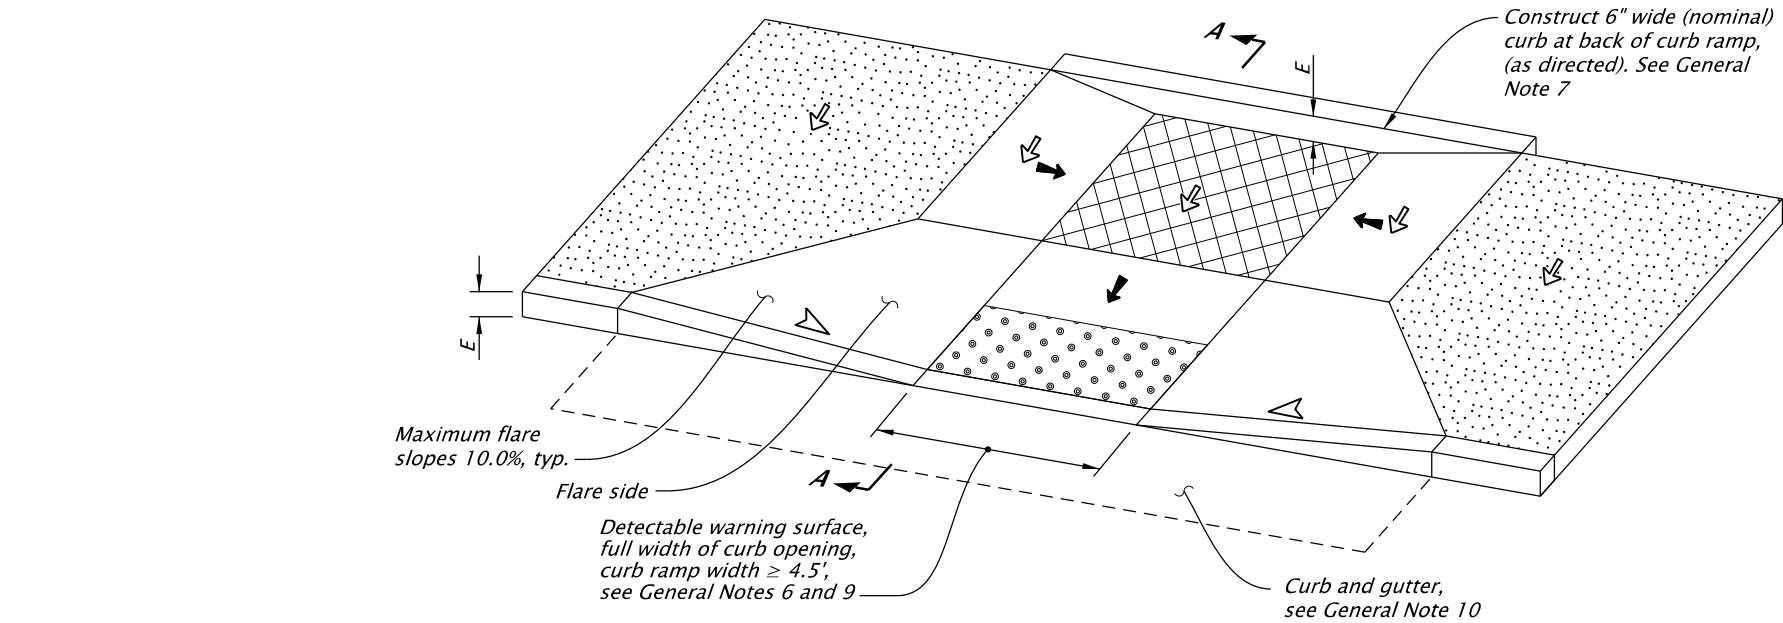 A
E
Construct 6" wide (nominal)
curb at back of curb ramp,
(as directed). See General
Note 7
E
Maximum flare
slopes 10.0%, typ.
Flare side
A
Detectable warning surface,
full width of curb opening,
curb ramp width ≥ 4.5',
see General Notes 6 and 9
Curb and gutter,
see General Note 10